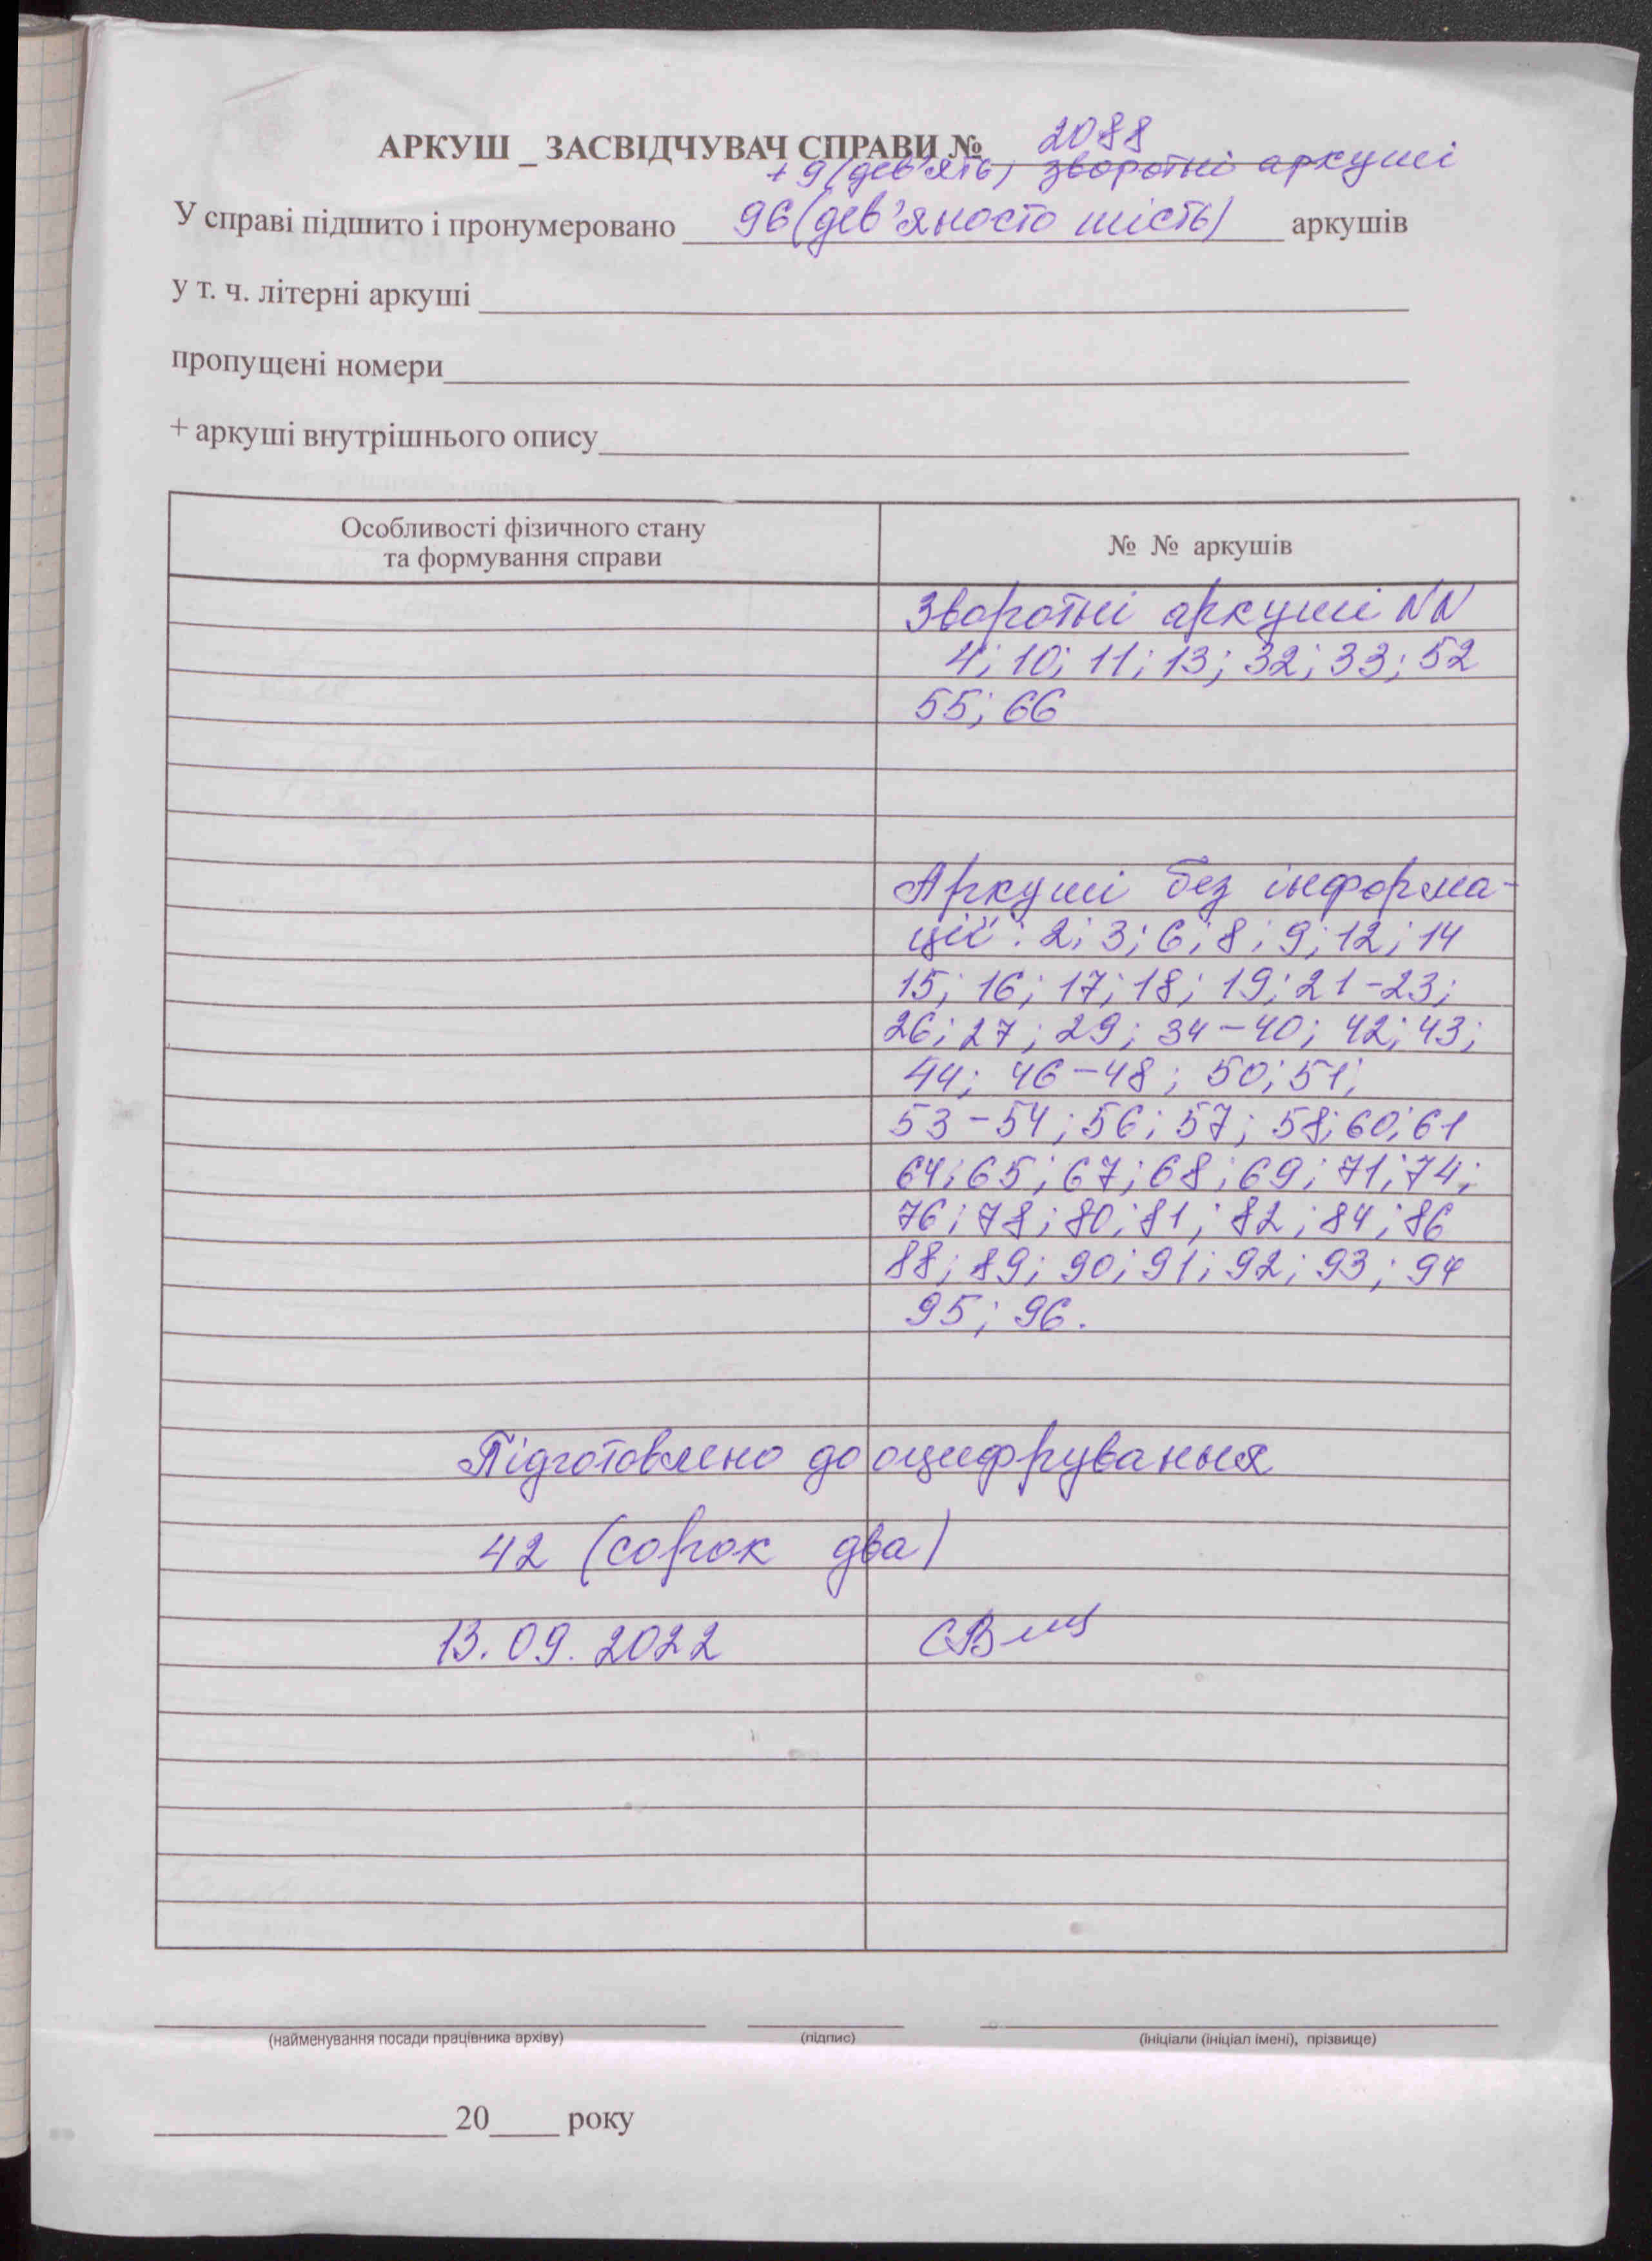 АРКУШ _ ЗАСВІДЧУВАЧ СПРАВИ № 2088
+ 9 (дев'ять) зворотні аркуші
У справі підшито і пронумеровано 96 (дев'яносто шість) аркушів
у т. ч. літерні аркуші
пропущені номери
+ аркуші внутрішнього опису
Особливості фізичного стану
та формування справи
№ № аркушів
Зворотні аркуші NN
4; 10; 11; 13; 32; 33; 52
55; 66
Аркуші без інформа-
ції: 2; 3; 6; 8; 9; 12; 14
15; 16; 17; 18; 19; 21-23;
26; 27; 29; 34-40; 42; 43;
44; 46-48; 50; 51;
53-54; 56; 57; 58; 60; 61
64; 65; 67; 68; 69; 71; 74;
76; 78; 80; 81; 82; 84; 86
88; 89; 90; 91; 92; 93; 94
95; 96.
Підготовлено до оцифрування
42 (сорок два)
13.09.2022
(найменування посади працівника архіву) (підпис) (ініціали (ініціал імені), прізвище)
20 року